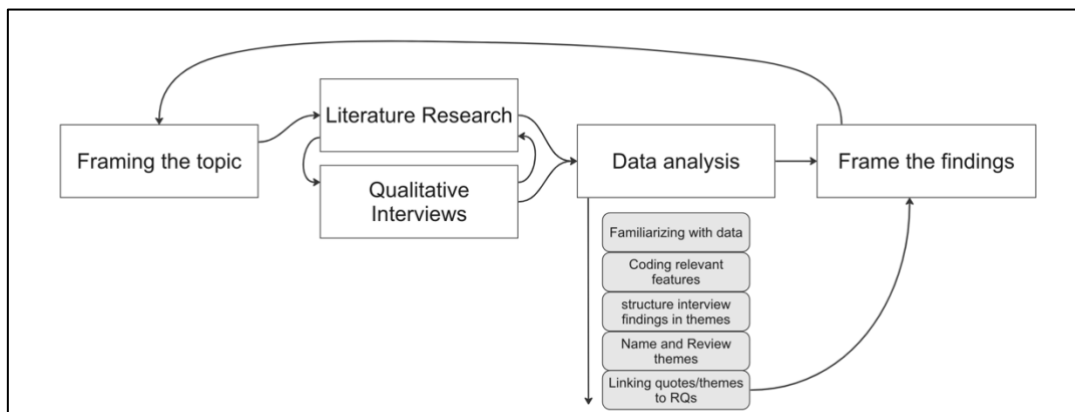 Framing the topic
Literature Research
Qualitative
Interviews
Data analysis
Frame the findings
Familiarizing with data
Coding relevant
features
structure interview
findings in themes
Name and Review
themes
Linking quotes/themes
to RQs